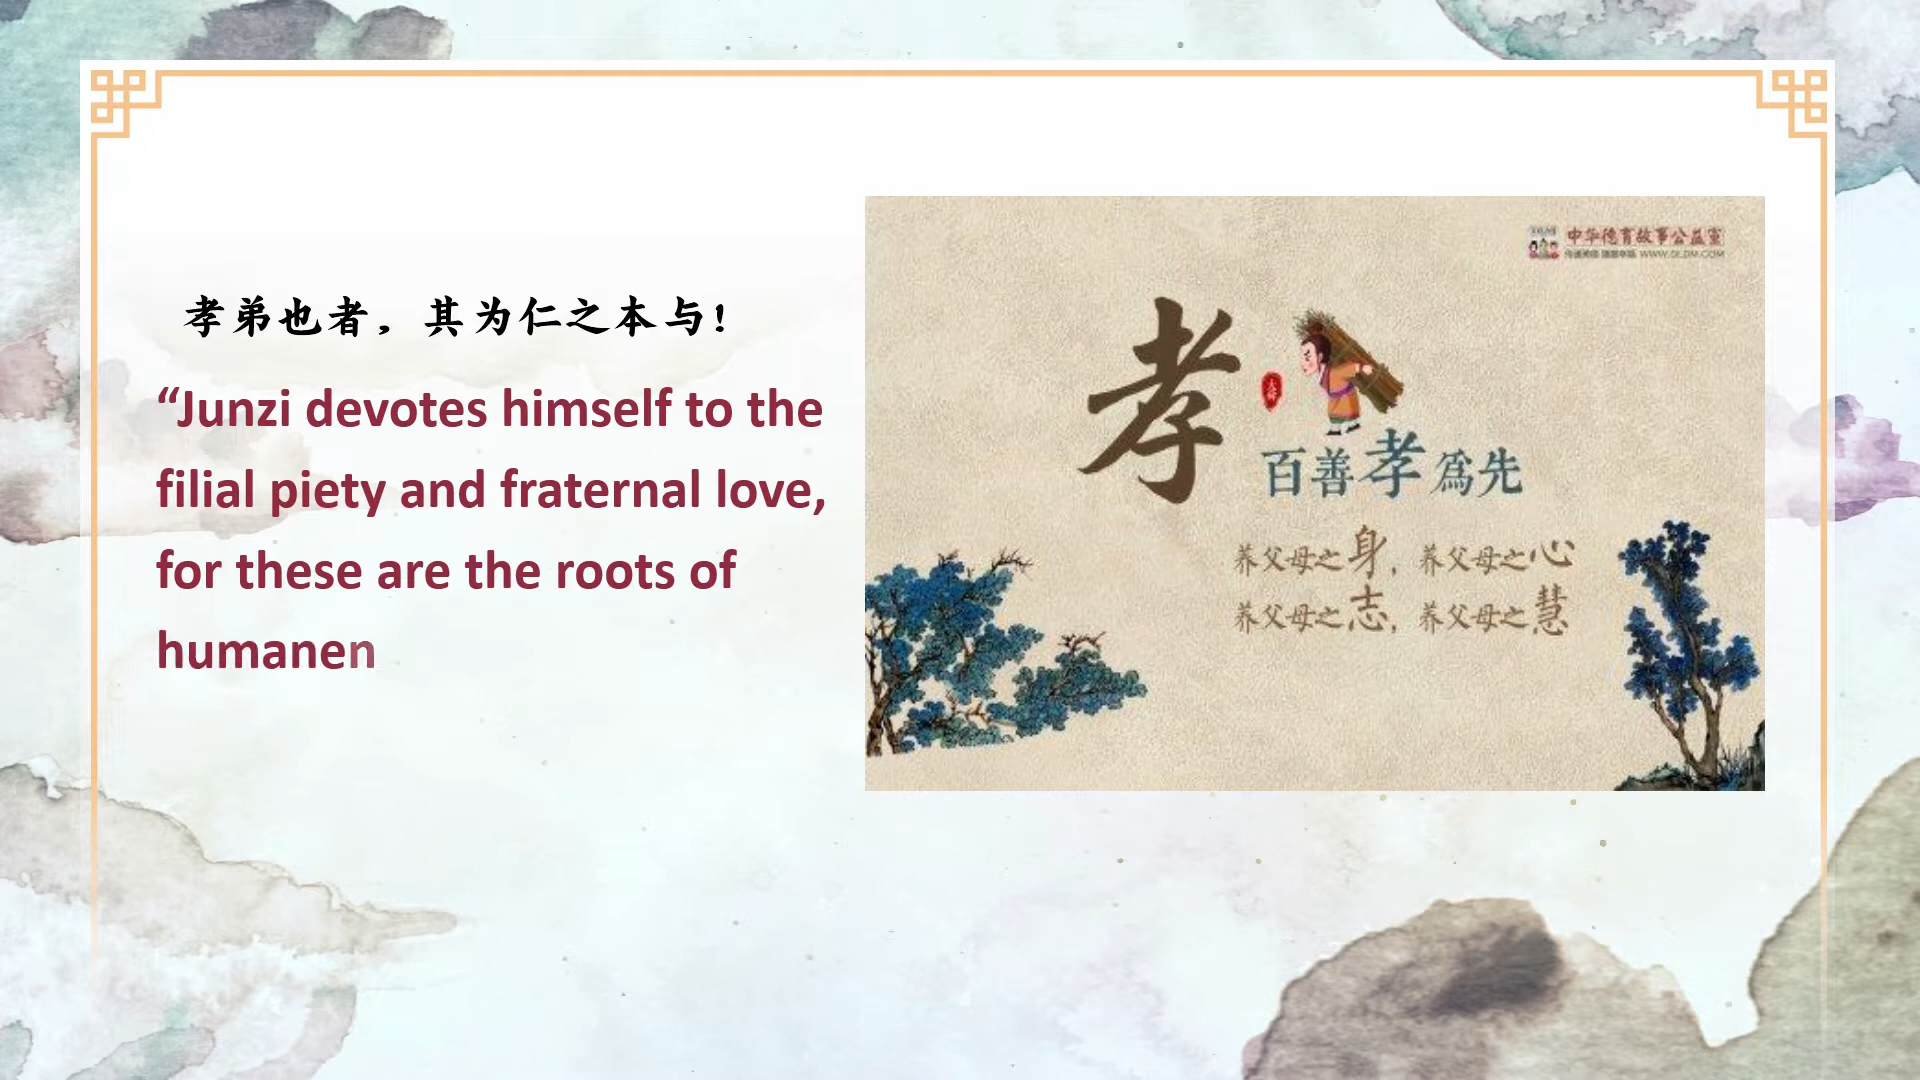 孝弟也者，其为仁之本与！
“Junzi devotes himself to the
filial piety and fraternal love,
for these are the roots of
humanen
中华德育故事公益室
孝
百善孝為先
养父母之身，养父母之心
养父母之志，养父母之慧